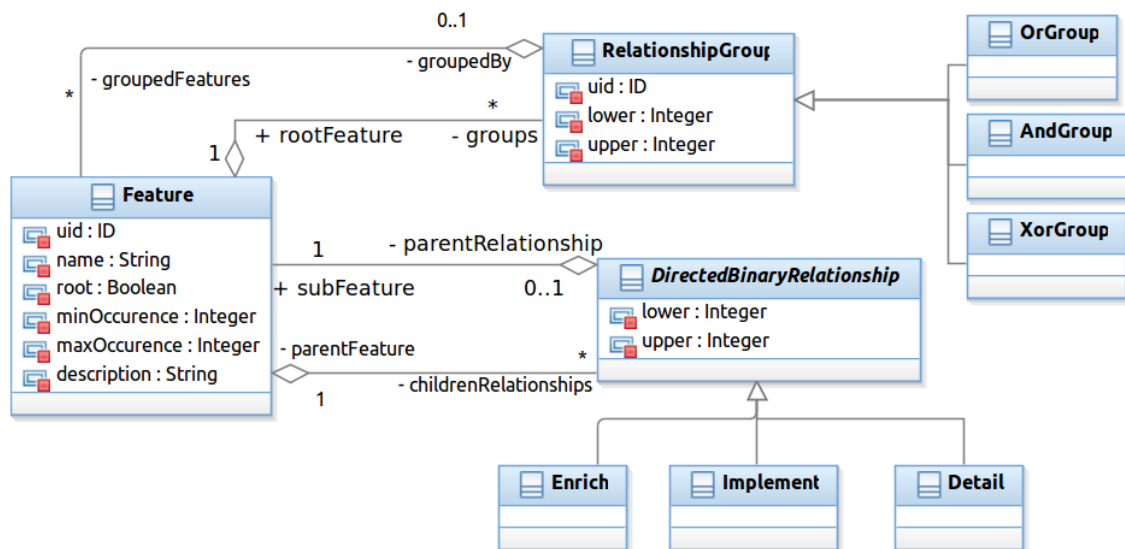 0..1
- groupedBy
- groupedFeatures
*
RelationshipGroup
uid : ID
lower : Integer
upper : Integer
*
- groups
+ rootFeature
1
OrGroup
AndGroup
XorGroup
Feature
uid : ID
name : String
root : Boolean
minOccurence : Integer
maxOccurence : Integer
description : String
1
- parentRelationship
+ subFeature
0..1
DirectedBinaryRelationship
lower : Integer
upper : Integer
- parentFeature
*
1
- childrenRelationships
Enrich
Implement
Detail